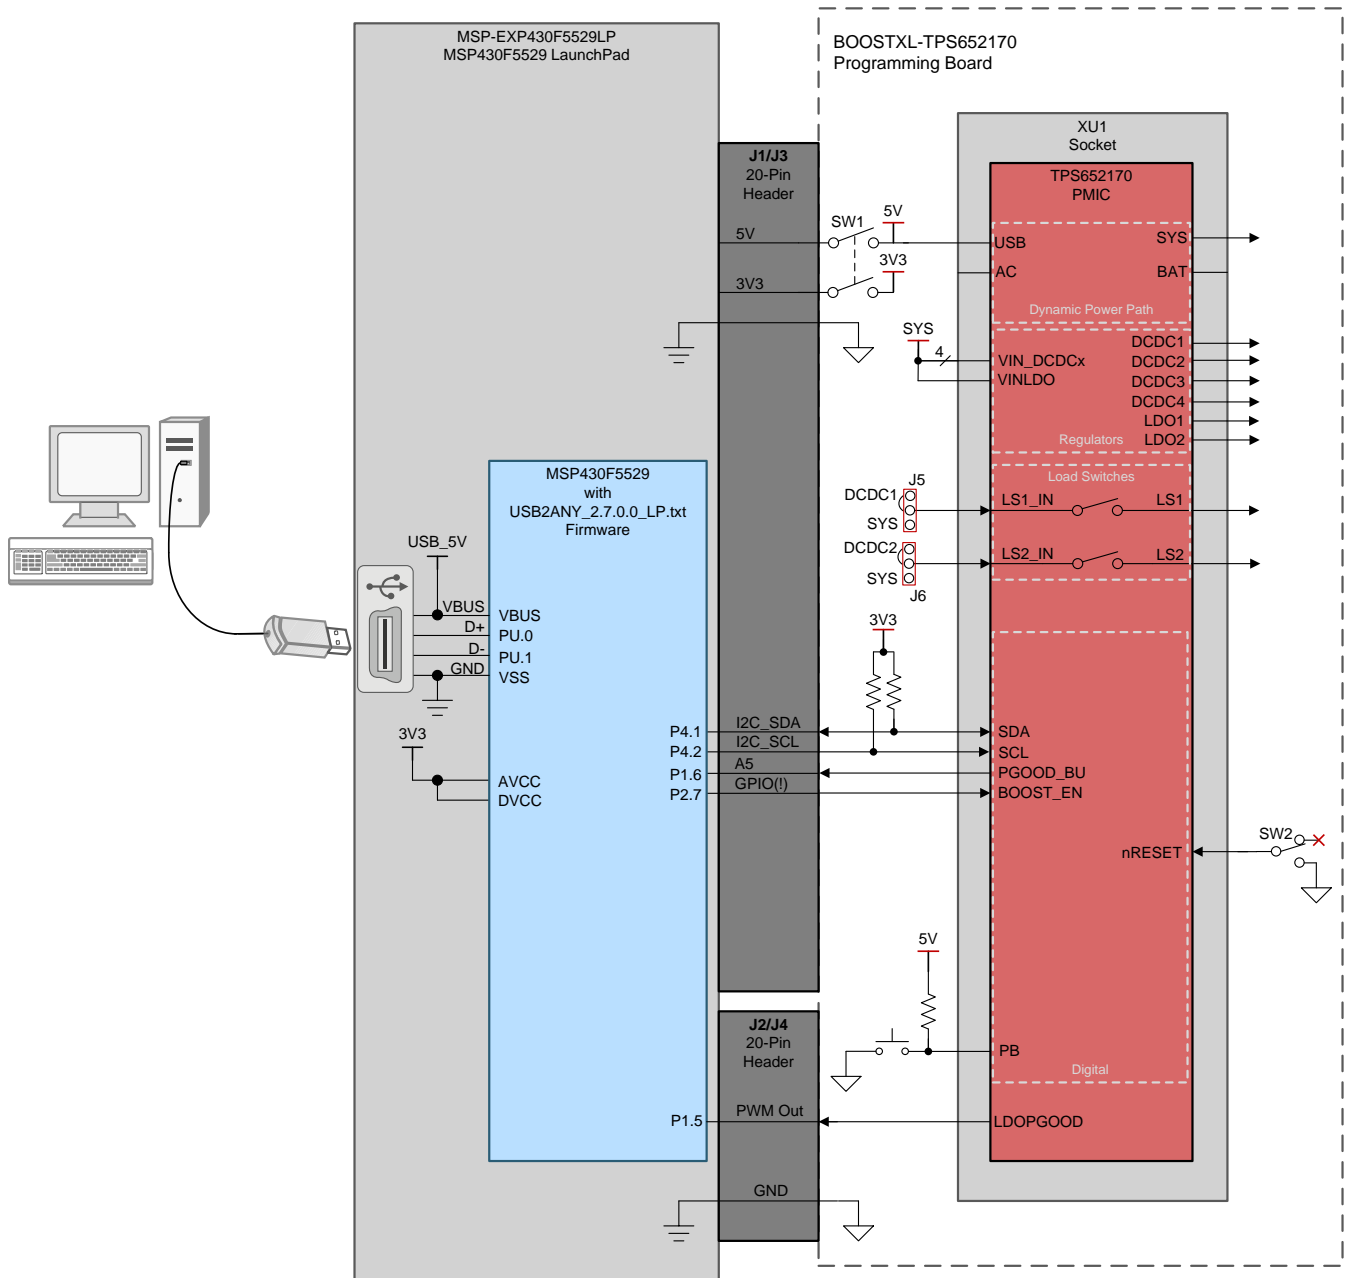 MSP-EXP430F5529LP
MSP430F5529 LaunchPad
BOOSTXL-TPS652170
Programming Board
XU1
Socket
J1/J3
20-Pin
Header
TPS652170
PMIC
5V
SW1
5V
USB
SYS
3V3
3V3
AC
BAT
Dynamic Power Path
SYS
4
VIN_DCDCx
VINLDO
DCDC1
DCDC2
DCDC3
DCDC4
LDO1
LDO2
Regulators
MSP430F5529
with
USB2ANY_2.7.0.0_LP.txt
Firmware
Load Switches
J5
DCDC1
SYS
LS1_IN
LS1
DCDC2
SYS
J6
LS2_IN
LS2
USB_5V
VBUS
D+
D-
GND
VBUS
PU.0
PU.1
VSS
3V3
3V3
AVCC
DVCC
P4.1
P4.2
P1.6
P2.7
I2C_SDA
I2C_SCL
A5
GPIO(!)
SDA
SCL
PGOOD_BU
BOOST_EN
nRESET
SW2
5V
PB
Digital
J2/J4
20-Pin
Header
P1.5
PWM Out
LDOPGOOD
GND